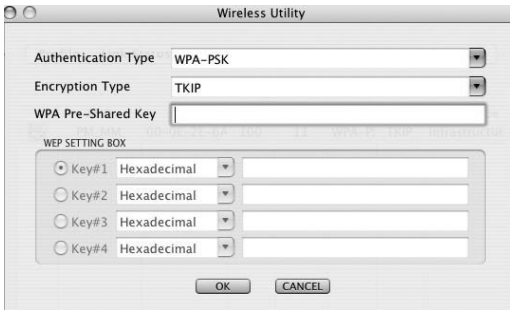 Wireless Utility
Authentication Type WPA-PSK
Encryption Type TKIP
WPA Pre-Shared Key
WEP SETTING BOX
Key#1 Hexadecimal
Key#2 Hexadecimal
Key#3 Hexadecimal
Key#4 Hexadecimal
OK CANCEL